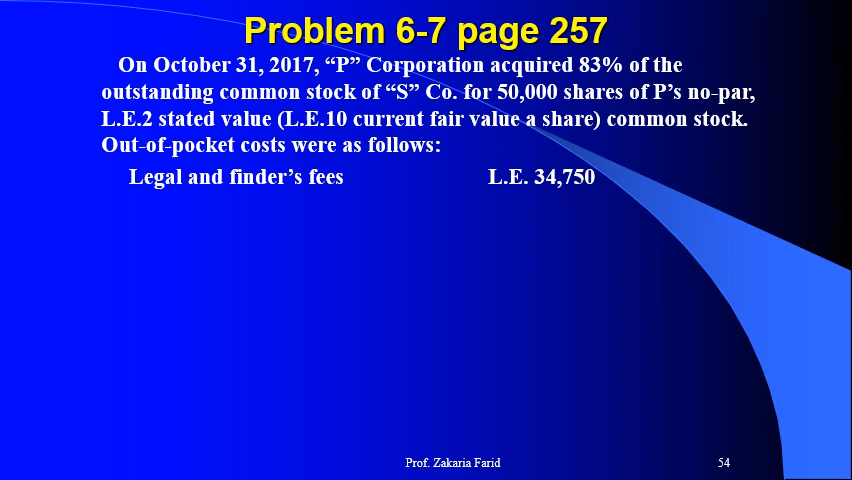 Problem 6-7 page 257
On October 31, 2017, “P” Corporation acquired 83% of the
outstanding common stock of “S” Co. for 50,000 shares of P’s no-par,
L.E.2 stated value (L.E.10 current fair value a share) common stock.
Out-of-pocket costs were as follows:
Legal and finder’s fees L.E. 34,750
Prof. Zakaria Farid 54